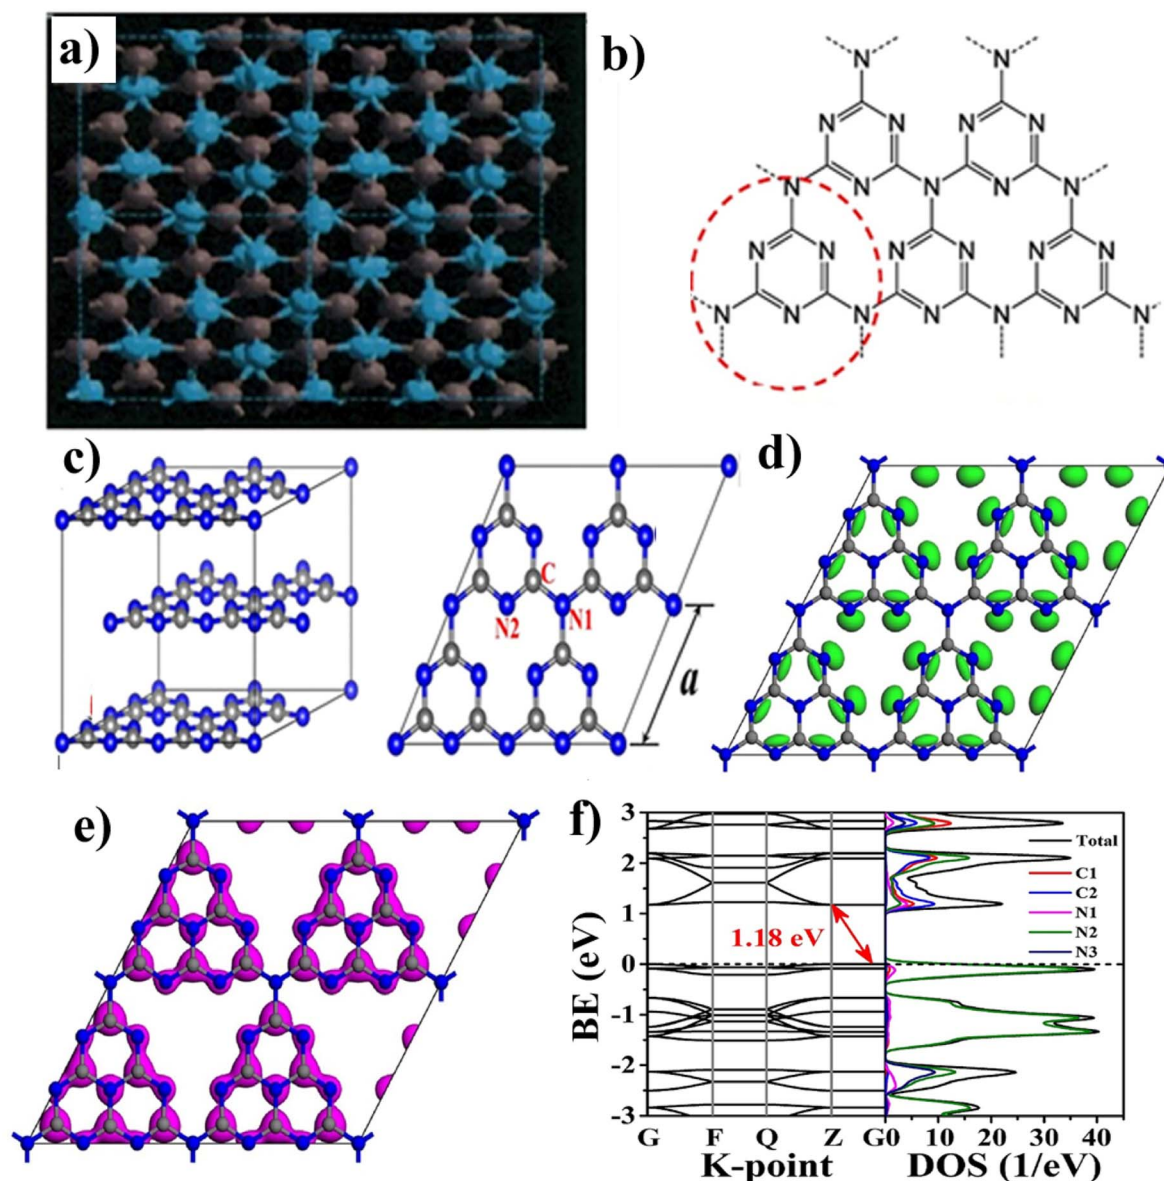 a)
b)
N N
N N N N
N N N N N
N N N N N N
N N N N N N N
c)
C
N2 N1
a
d)
e)
f)
3
2
1
0
-1
-2
-3
BE (eV)
1.18 eV
G F Q Z G
K-point
Total
C1
C2
N1
N2
N3
0 10 20 30 40
DOS (1/eV)